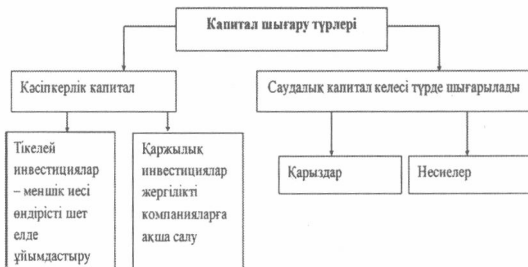 Капитал шығару түрлері
Кәсіпкерлік капитал
Саудалық капитал келесі түрде шығарылады
Тікелей
инвестициялар
– меншік иесі
өндірісті шет
елде
ұйымдастыру
Қаржылық
инвестициялар
жергілікті
компанияларға
ақша салу
Қарыздар
Несиелер